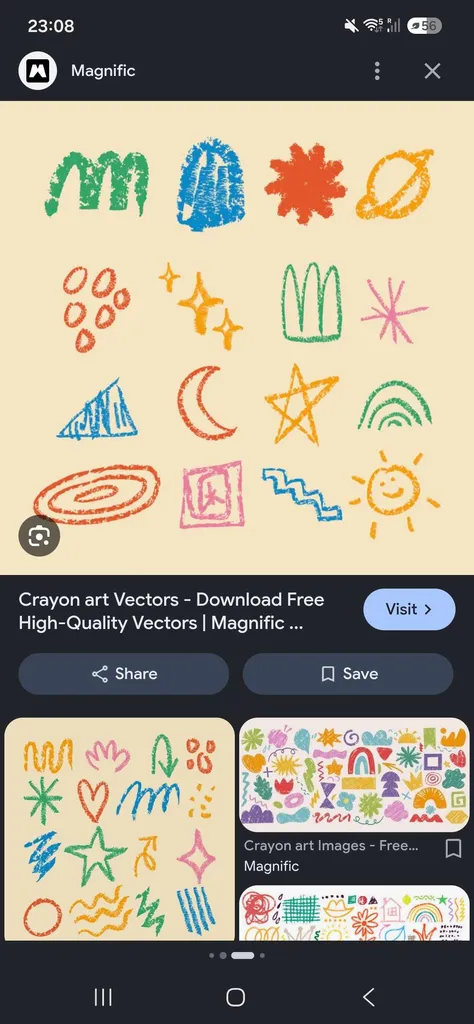 23:08
56
Magnific
Crayon art Vectors - Download Free
High-Quality Vectors | Magnific ...
Visit
Share
Save
Crayon art Images - Free...
Magnific